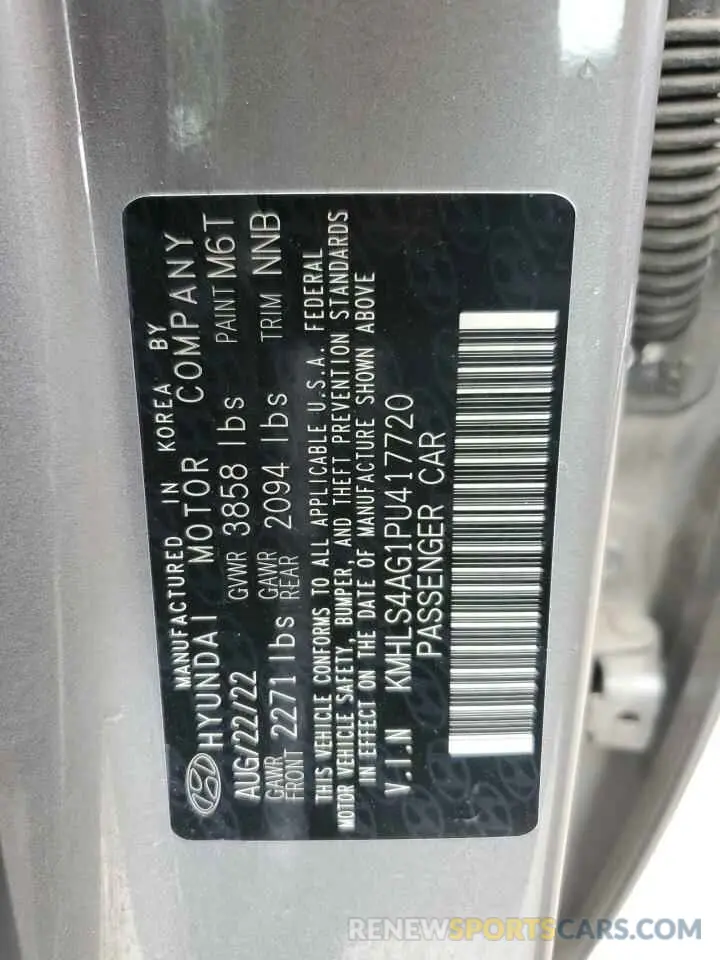 MANUFACTURED IN KOREA BY
HYUNDAI MOTOR COMPANY
AUG/22/22 GVWR 3858 lbs PAINT M6T
GAWR FRONT 2271 lbs GAWR REAR 2094 lbs TRIM NNB
THIS VEHICLE CONFORMS TO ALL APPLICABLE U.S.A. FEDERAL
MOTOR VEHICLE SAFETY, BUMPER, AND THEFT PREVENTION STANDARDS
IN EFFECT ON THE DATE OF MANUFACTURE SHOWN ABOVE
V.I.N KMHLS4AG1PU417720
PASSENGER CAR
RENEWSPORTSCARS.COM